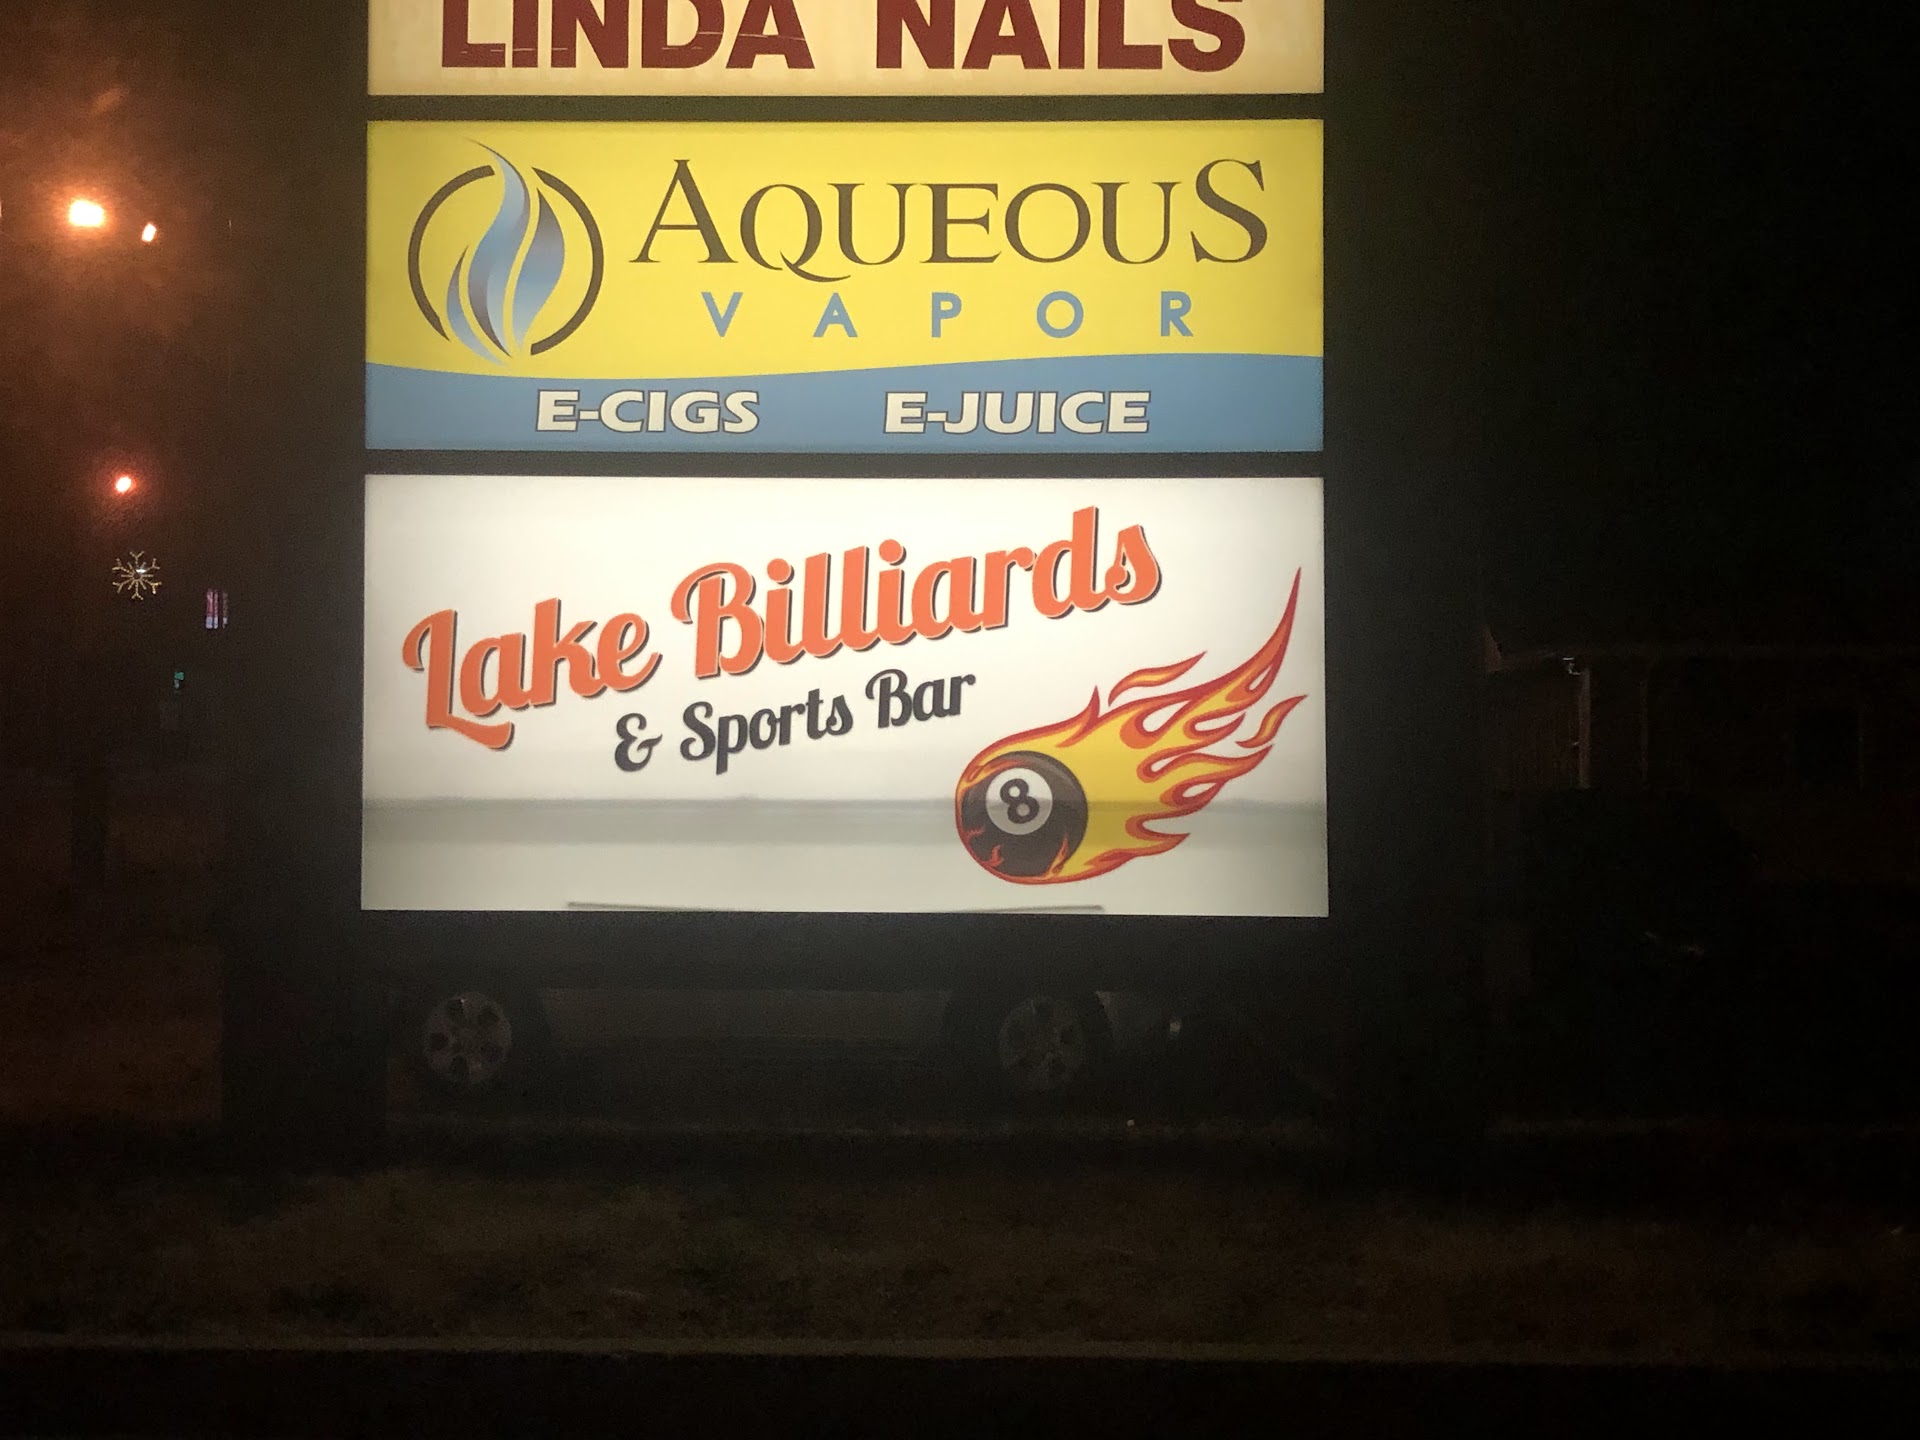 LINDA NAILS
AQUEOUS
VAPOR
E-CIGS E-JUICE
Lake Billiards
& Sports Bar
8